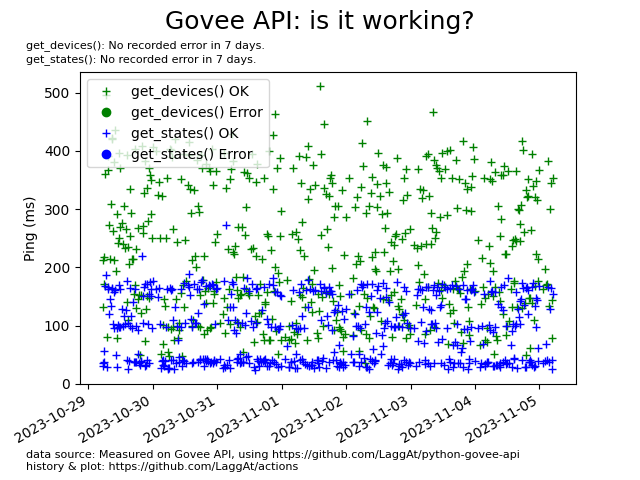 Govee API: is it working?
get_devices(): No recorded error in 7 days.
get_states(): No recorded error in 7 days.
get_devices() OK
get_devices() Error
get_states() OK
get_states() Error
Ping (ms)
500
400
300
200
100
0
2023-10-29
2023-10-30
2023-10-31
2023-11-01
2023-11-02
2023-11-03
2023-11-04
2023-11-05
data source: Measured on Govee API, using https://github.com/LaggAt/python-govee-api
history & plot: https://github.com/LaggAt/actions